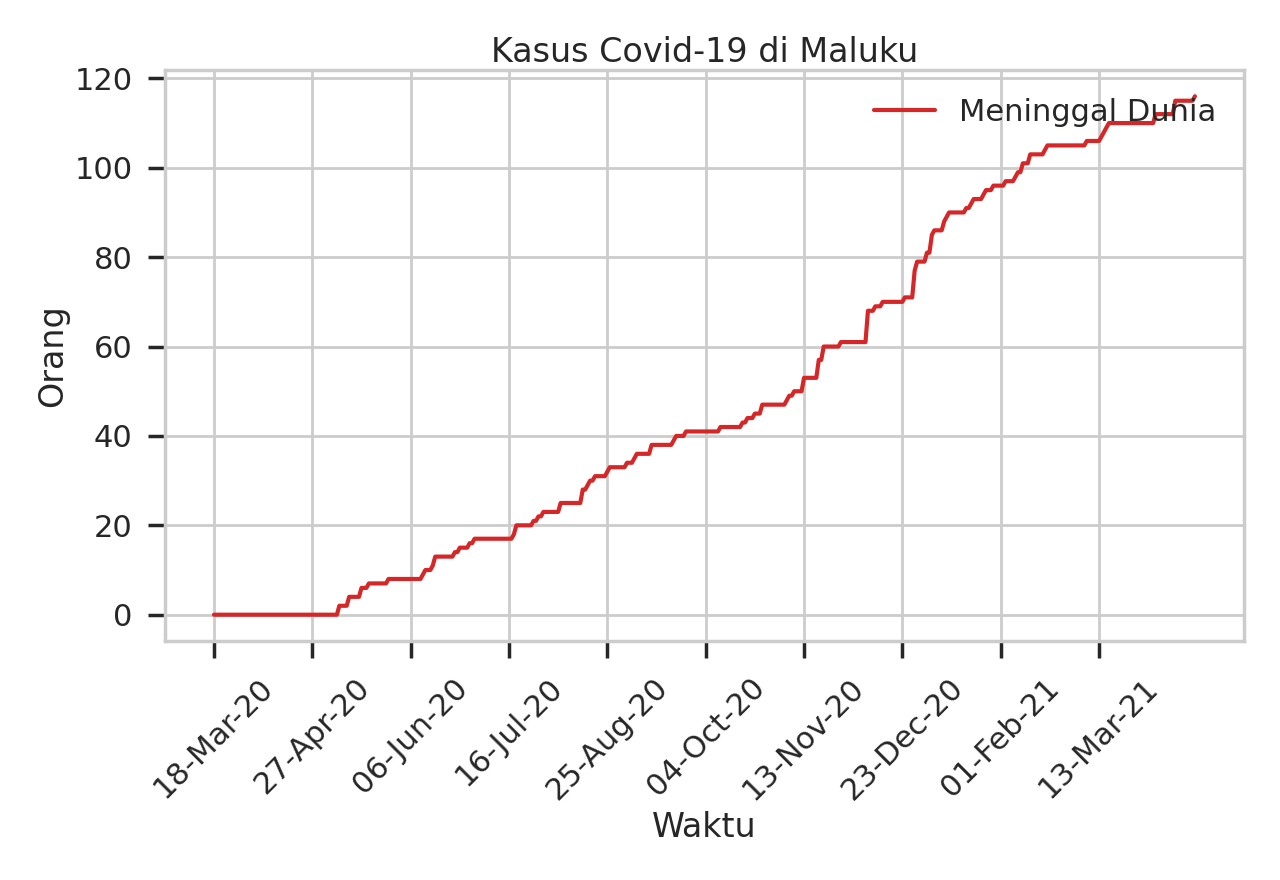 Kasus Covid-19 di Maluku
Meninggal Dunia
Orang
120
100
80
60
40
20
0
18-Mar-20
27-Apr-20
06-Jun-20
16-Jul-20
25-Aug-20
04-Oct-20
13-Nov-20
23-Dec-20
01-Feb-21
13-Mar-21
Waktu